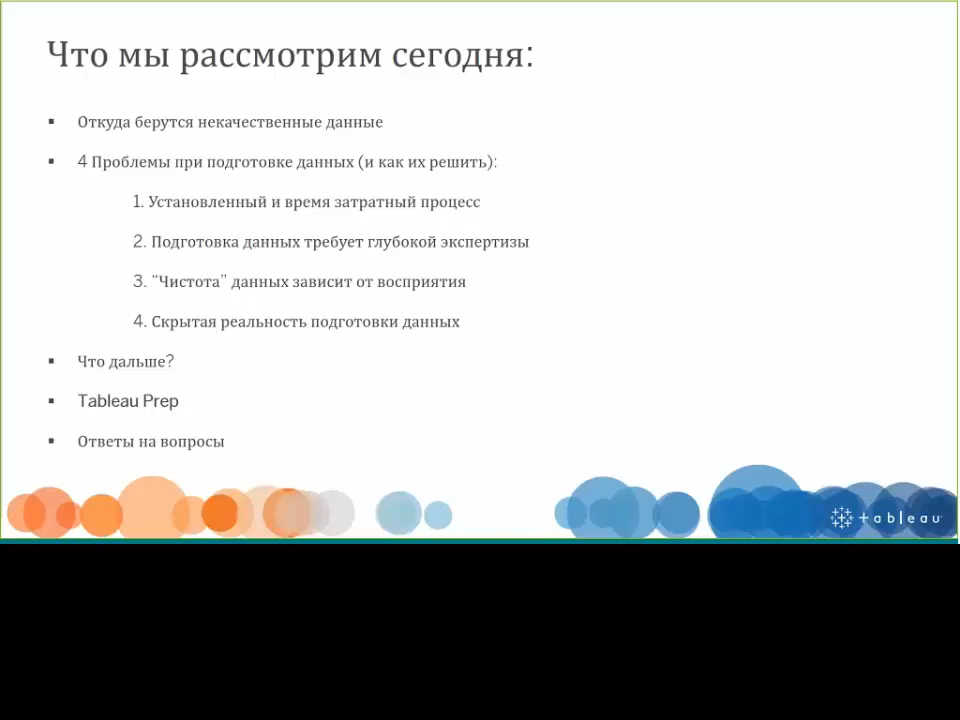 Что мы рассмотрим сегодня:
▪ Откуда берутся некачественные данные
▪ 4 Проблемы при подготовке данных (и как их решить):
1. Установленный и время затратный процесс
2. Подготовка данных требует глубокой экспертизы
3. "Чистота" данных зависит от восприятия
4. Скрытая реальность подготовки данных
▪ Что дальше?
▪ Tableau Prep
▪ Ответы на вопросы
+ableau